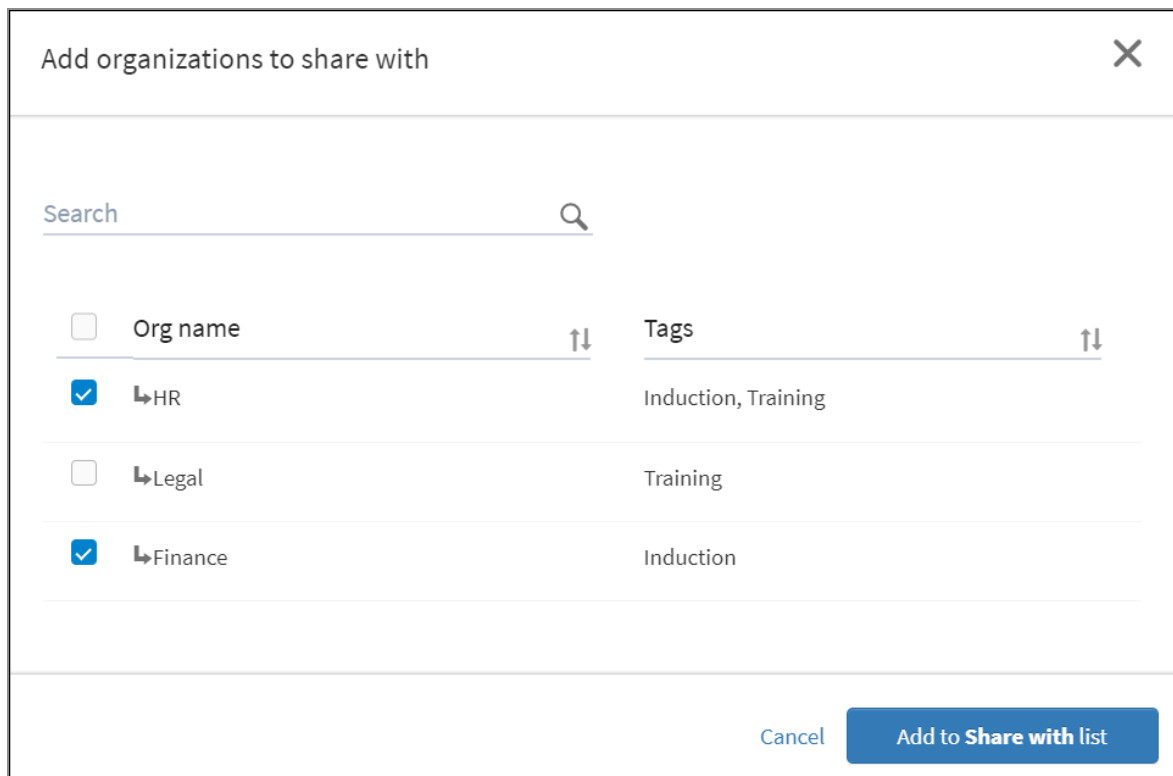 Add organizations to share with
Search
Org name Tags
HR Induction, Training
Legal Training
Finance Induction
Cancel Add to Share with list